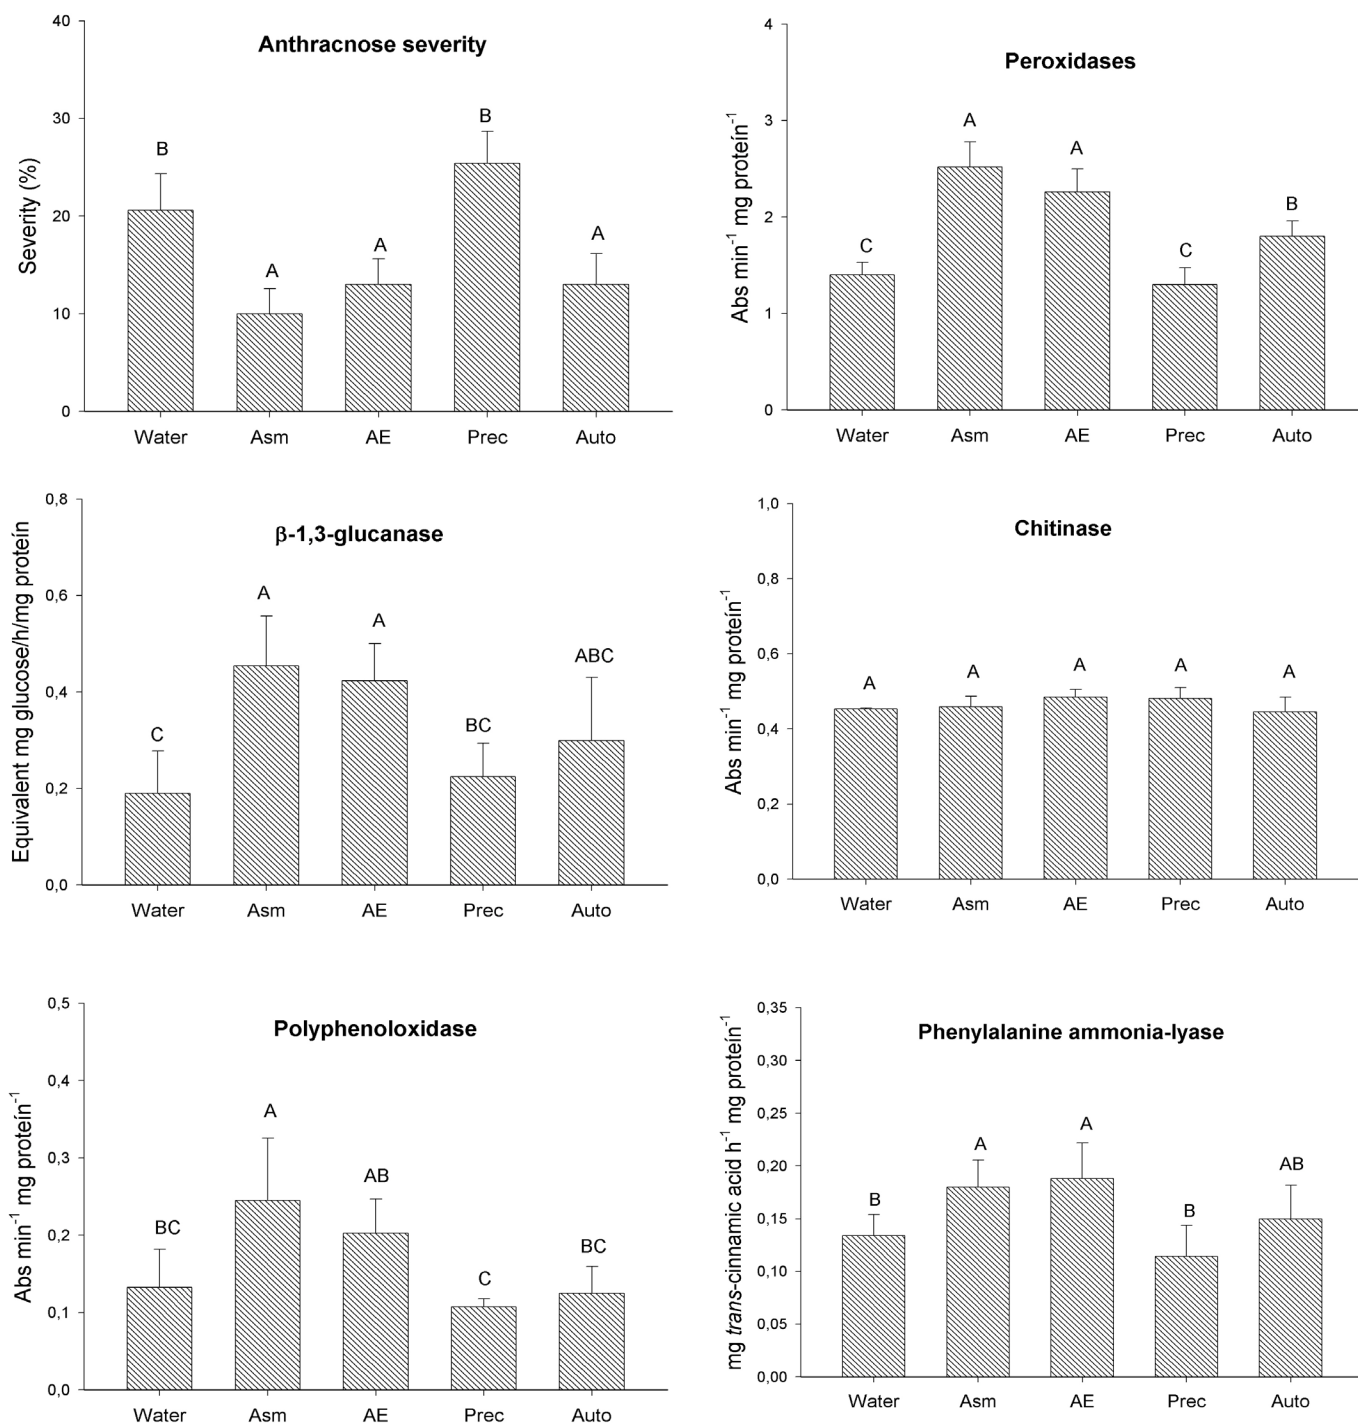 Anthracnose severity
Severity (%)
40
30
20
10
0
B
A
A
B
A
Water Asm AE Prec Auto
Peroxidases
Abs min⁻¹ mg proteín⁻¹
4
3
2
1
0
C
A
A
C
B
Water Asm AE Prec Auto
β-1,3-glucanase
Equivalent mg glucose/h/mg proteín
0,8
0,6
0,4
0,2
0,0
C
A
A
BC
ABC
Water Asm AE Prec Auto
Chitinase
Abs min⁻¹ mg proteín⁻¹
1,0
0,8
0,6
0,4
0,2
0,0
A
A
A
A
A
Water Asm AE Prec Auto
Polyphenoloxidase
Abs min⁻¹ mg proteín⁻¹
0,5
0,4
0,3
0,2
0,1
0,0
BC
A
AB
C
BC
Water Asm AE Prec Auto
Phenylalanine ammonia-lyase
mg trans-cinnamic acid h⁻¹ mg proteín⁻¹
0,35
0,30
0,25
0,20
0,15
0,10
0,05
0,00
B
A
A
B
AB
Water Asm AE Prec Auto